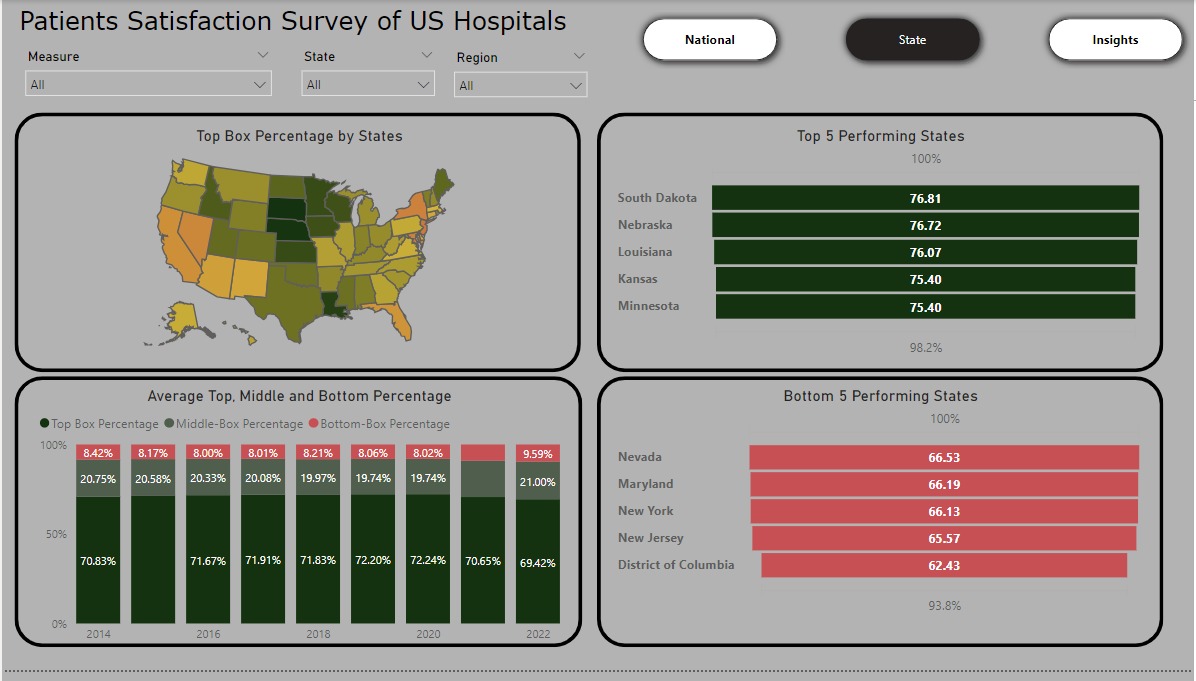 Patients Satisfaction Survey of US Hospitals
National
State
Insights
Measure
State
Region
All
All
All
Top Box Percentage by States
Top 5 Performing States
100%
South Dakota 76.81
Nebraska 76.72
Louisiana 76.07
Kansas 75.40
Minnesota 75.40
98.2%
Average Top, Middle and Bottom Percentage
Top Box Percentage Middle-Box Percentage Bottom-Box Percentage
100%
8.42% 8.17% 8.00% 8.01% 8.21% 8.06% 8.02% 9.59%
20.75% 20.58% 20.33% 20.08% 19.97% 19.74% 19.74% 21.00%
50%
70.83% 71.67% 71.91% 71.83% 72.20% 72.24% 70.65% 69.42%
0%
2014 2016 2018 2020 2022
Bottom 5 Performing States
100%
Nevada 66.53
Maryland 66.19
New York 66.13
New Jersey 65.57
District of Columbia 62.43
93.8%